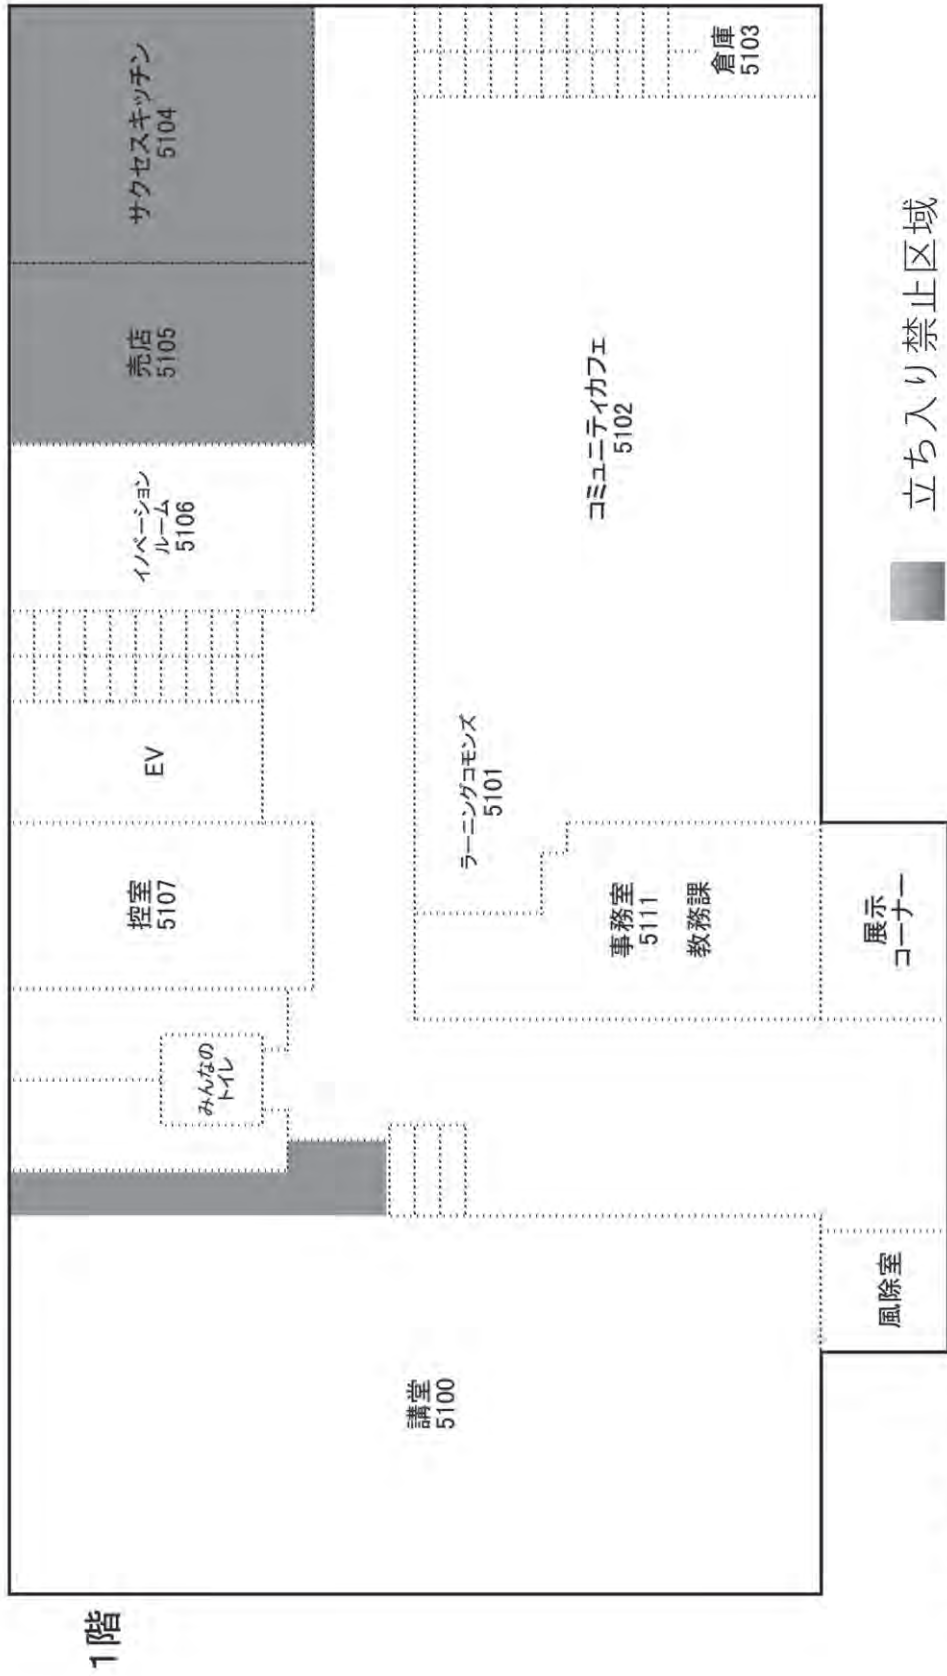 1階
講堂
5100
風除室
みんなの
トイレ
控室
5107
EV
イノベーション
ルーム
5106
売店
5105
サクセスキッチン
5104
ラーニングコモンズ
5101
事務室
5111
教務課
展示
コーナー
コミュニティカフェ
5102
倉庫
5103
立ち入り禁止区域